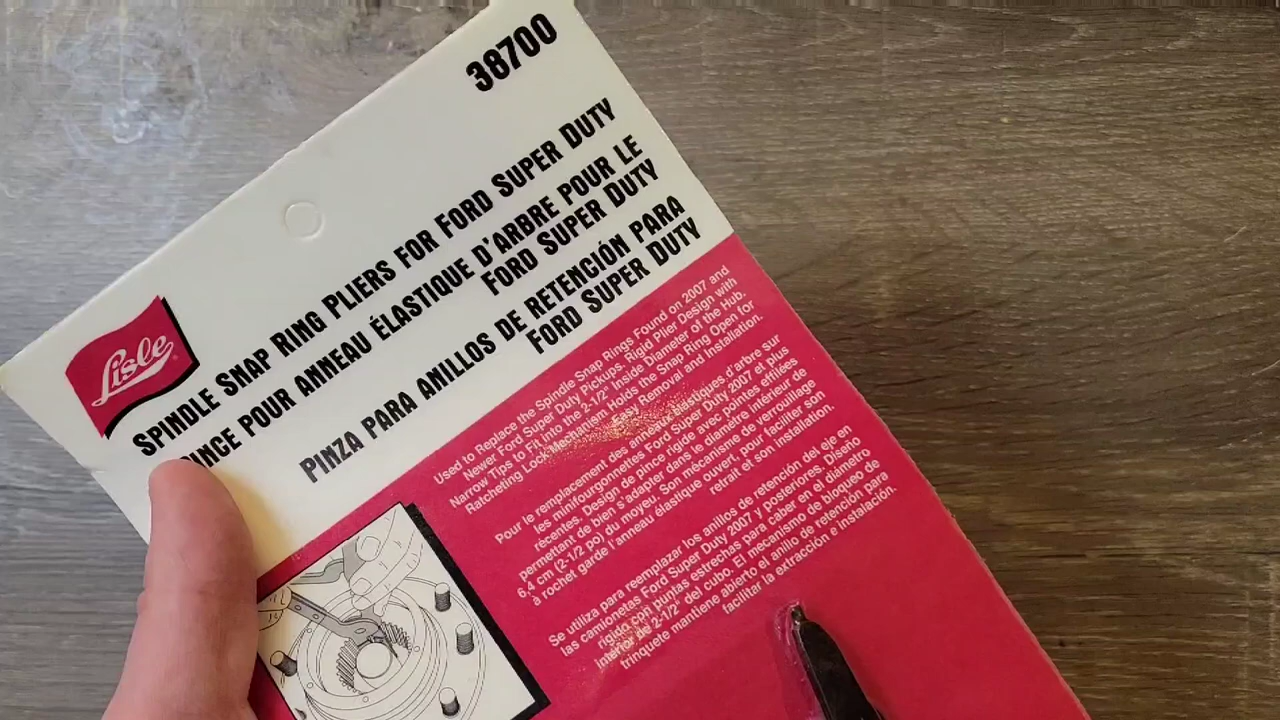 38700
Lisle
SPINDLE SNAP RING PLIERS FOR FORD SUPER DUTY
PINCE POUR ANNEAU ÉLASTIQUE D'ARBRE POUR LE
FORD SUPER DUTY
PINZA PARA ANILLOS DE RETENCIÓN PARA
FORD SUPER DUTY
Used to Replace the Spindle Snap Rings Found on 2007 and
Newer Ford Super Duty Pickups. Rigid Plier Design with
Narrow Tips to Fit Into the 2-1/2" Inside Diameter of the Hub.
Ratcheting Lock Mechanism Holds the Snap Ring Open for
Easy Removal and Installation.
Pour le remplacement des anneaux élastiques d'arbre sur
les minifourgonnettes Ford Super Duty 2007 et plus
récentes. Design de pince rigide avec pointes effilées
permettant de bien s'adapter dans le diamètre intérieur de
6,4 cm (2-1/2 po) du moyeu. Son mécanisme de verrouillage
à rochet garde l'anneau élastique ouvert, pour faciliter son
retrait et son installation.
Se utiliza para reemplazar los anillos de retención del eje en
las camionetas Ford Super Duty 2007 y posteriores. Diseño
rígido con puntas estrechas para caber en el diámetro
interior de 2-1/2" del cubo. El mecanismo de bloqueo de
trinquete mantiene abierto el anillo de retención para
facilitar la extracción e instalación.